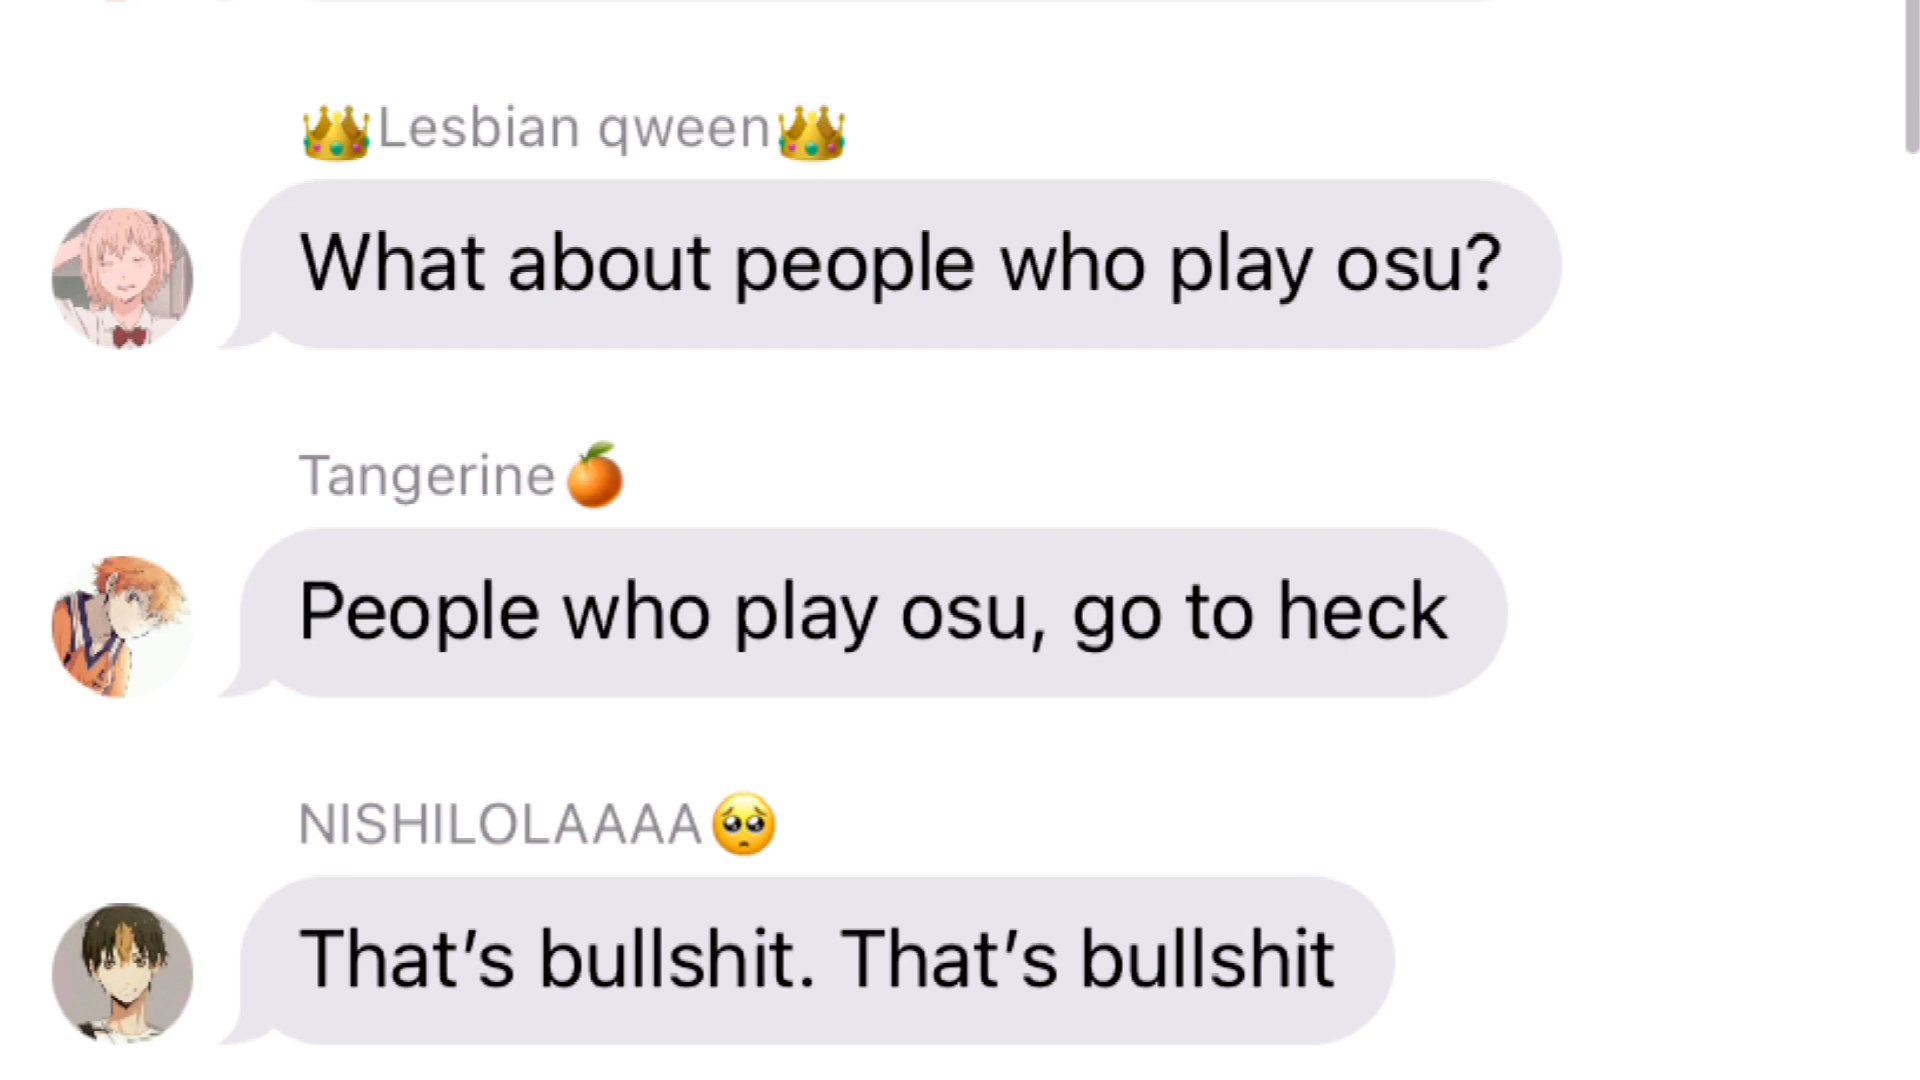 👑Lesbian qween👑
What about people who play osu?
Tangerine🍊
People who play osu, go to heck
NISHILOLAAAA🥺
That’s bullshit. That’s bullshit